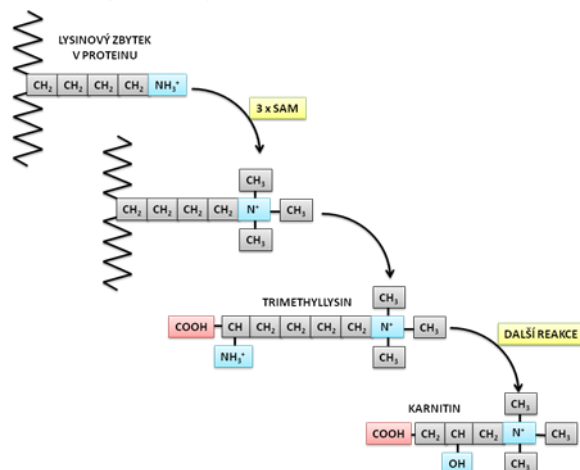 LYSINOVÝ ZBYTEK
V PROTEINU
CH₂ CH₂ CH₂ CH₂ NH₃⁺
3 x SAM
CH₃
CH₂ CH₂ CH₂ CH₂ N⁺ CH₃
CH₃
TRIMETHYLLYSIN
CH₃
COOH CH CH₂ CH₂ CH₂ CH₂ N⁺ CH₃
NH₃⁺ CH₃
DALŠÍ REAKCE
KARNITIN
CH₃
COOH CH₂ CH CH₂ N⁺ CH₃
OH CH₃